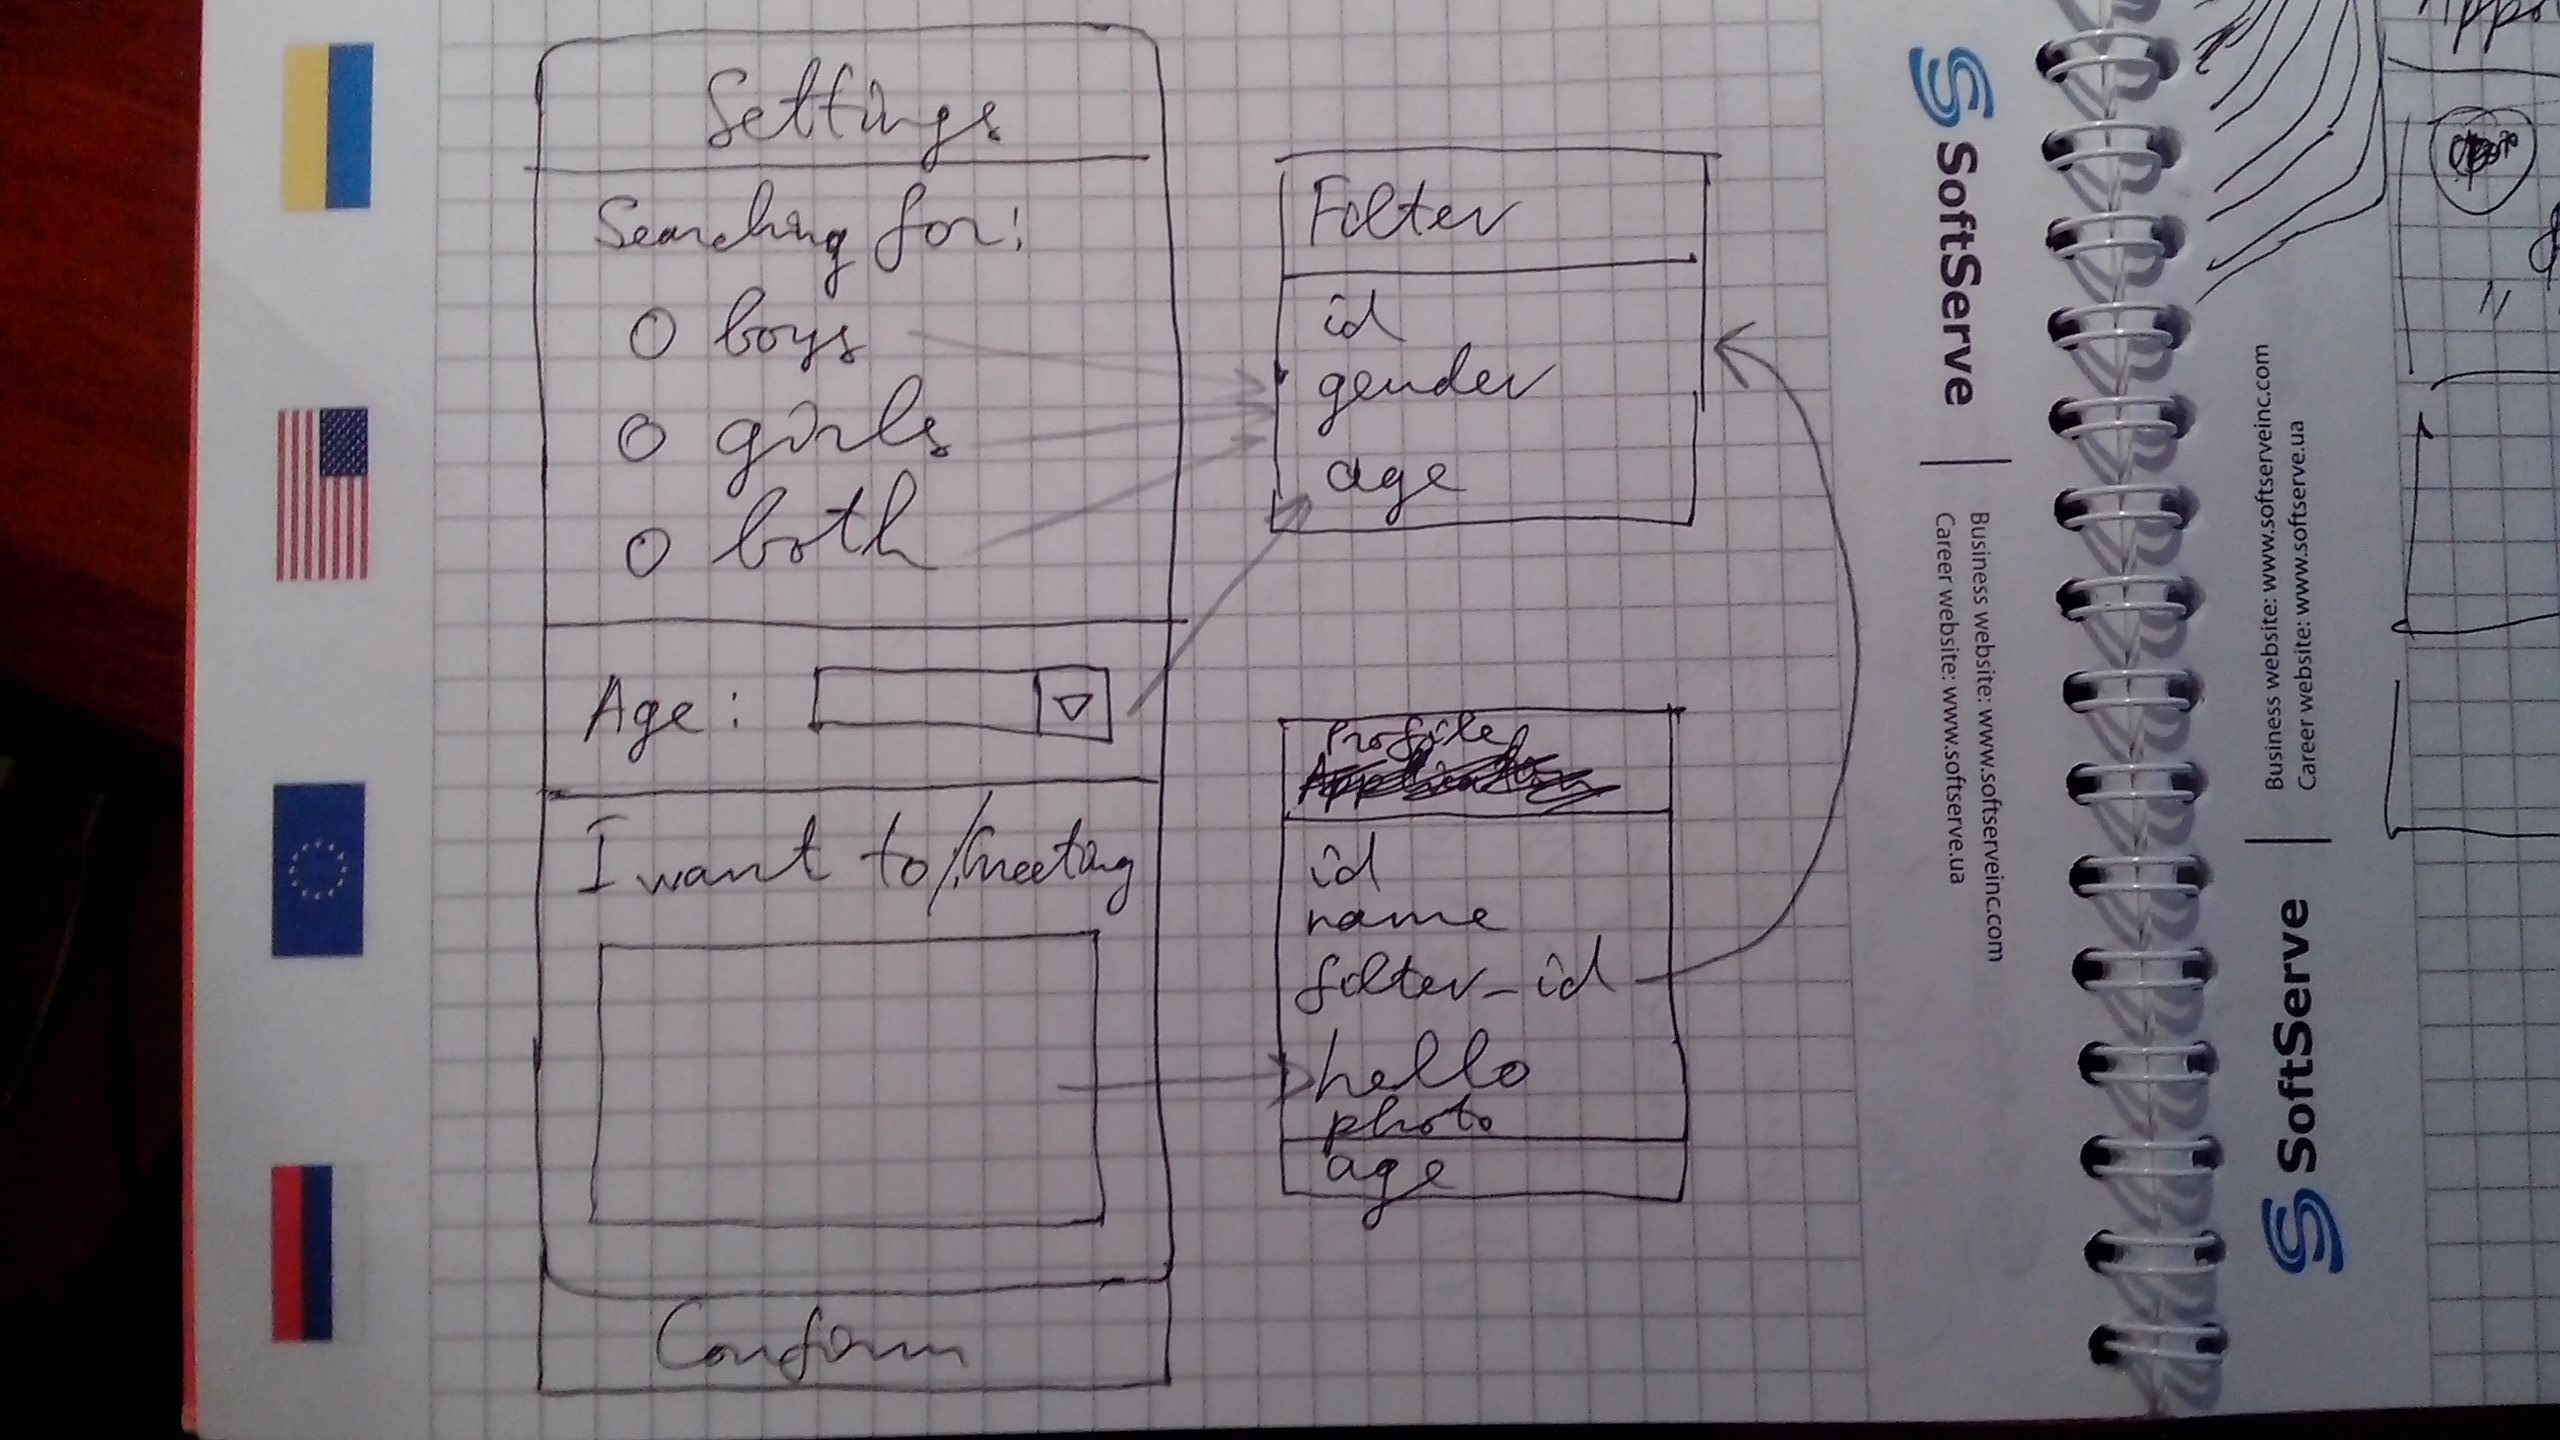 Settings
Searching for:
boys
girls
both
Age:
I want to / Greeting
Confirm
Filter
id
gender
age
Profile
id
name
filter_id
hello
photo
age
SoftServe
Business website: www.softserveinc.com
Career website: www.softserve.ua
Business website: www.softserveinc.com
Career website: www.softserve.ua
SoftServe